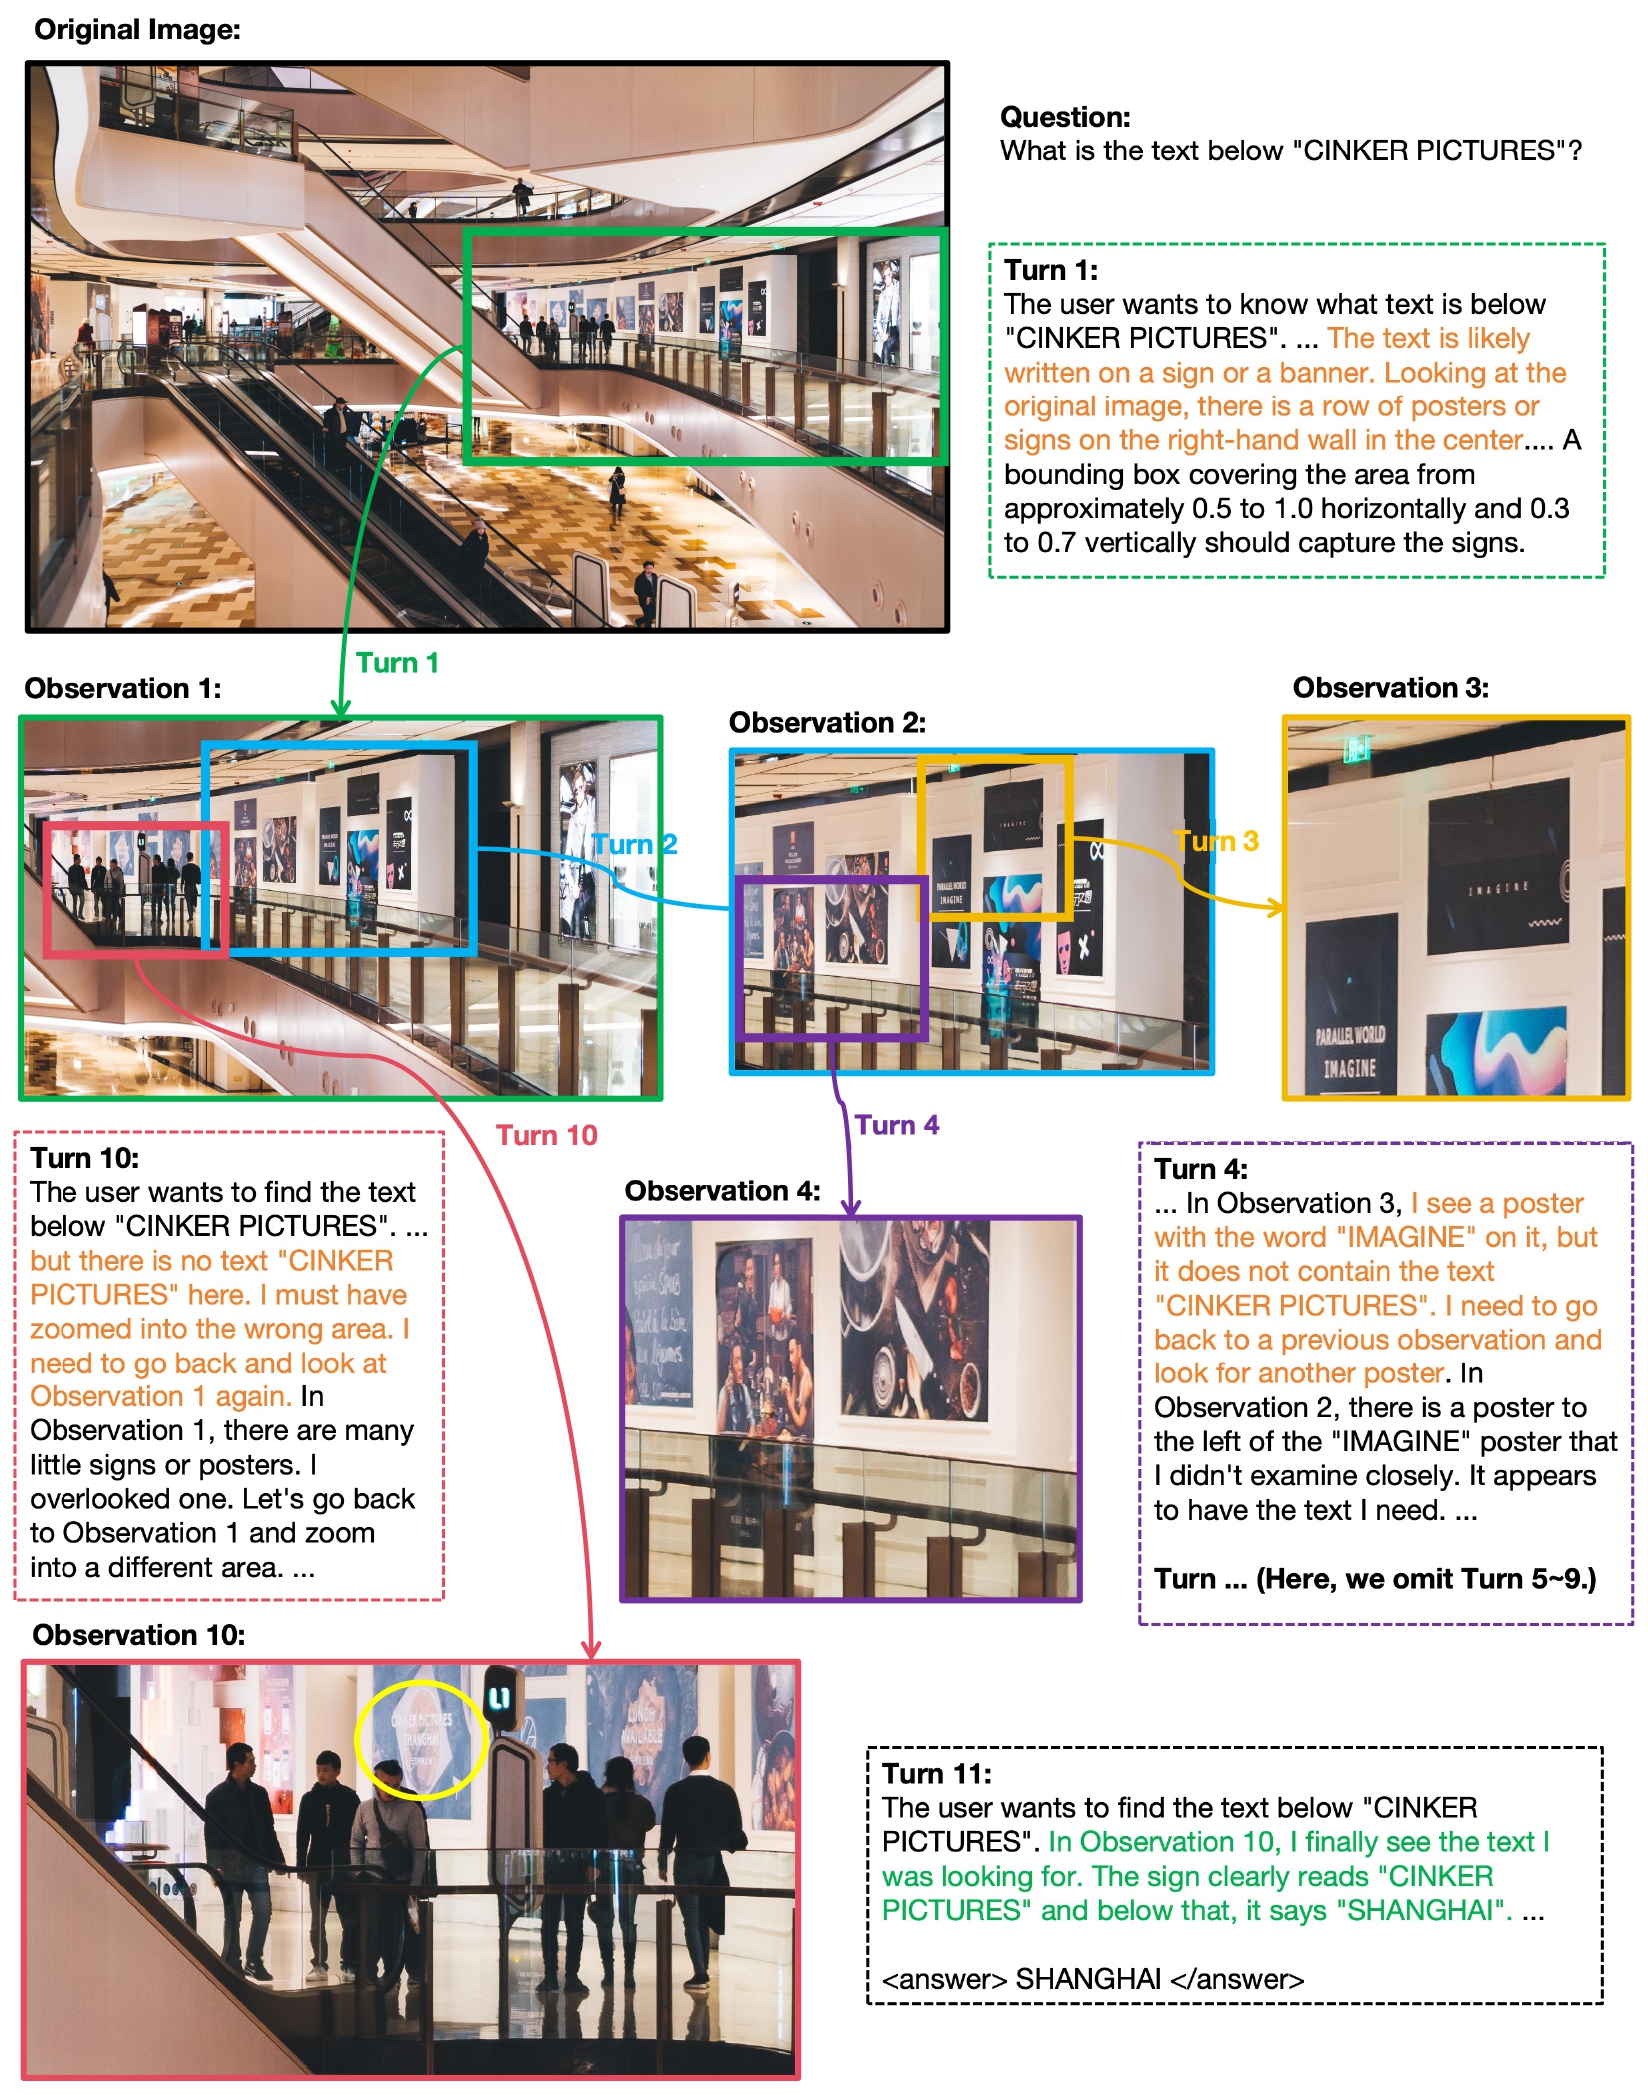 Original Image:
Question:
What is the text below "CINKER PICTURES"?
Turn 1:
The user wants to know what text is below
"CINKER PICTURES". ... The text is likely
written on a sign or a banner. Looking at the
original image, there is a row of posters or
signs on the right-hand wall in the center.... A
bounding box covering the area from
approximately 0.5 to 1.0 horizontally and 0.3
to 0.7 vertically should capture the signs.
Turn 1
Observation 1:
Observation 2:
Observation 3:
Turn 2
Turn 3
PARALLEL WORLD
IMAGINE
IMAGINE
PARALLEL WORLD
IMAGINE
IMAGINE
Turn 10
Turn 4
Turn 10:
The user wants to find the text
below "CINKER PICTURES". ...
but there is no text "CINKER
PICTURES" here. I must have
zoomed into the wrong area. I
need to go back and look at
Observation 1 again. In
Observation 1, there are many
little signs or posters. I
overlooked one. Let's go back
to Observation 1 and zoom
into a different area. ...
Observation 4:
Turn 4:
... In Observation 3, I see a poster
with the word "IMAGINE" on it, but
it does not contain the text
"CINKER PICTURES". I need to go
back to a previous observation and
look for another poster. In
Observation 2, there is a poster to
the left of the "IMAGINE" poster that
I didn't examine closely. It appears
to have the text I need. ...
Turn ... (Here, we omit Turn 5~9.)
Observation 10:
CINKER PICTURES
SHANGHAI
LUNCH
AVAILABLE
Turn 11:
The user wants to find the text below "CINKER
PICTURES". In Observation 10, I finally see the text I
was looking for. The sign clearly reads "CINKER
PICTURES" and below that, it says "SHANGHAI". ...
<answer> SHANGHAI </answer>